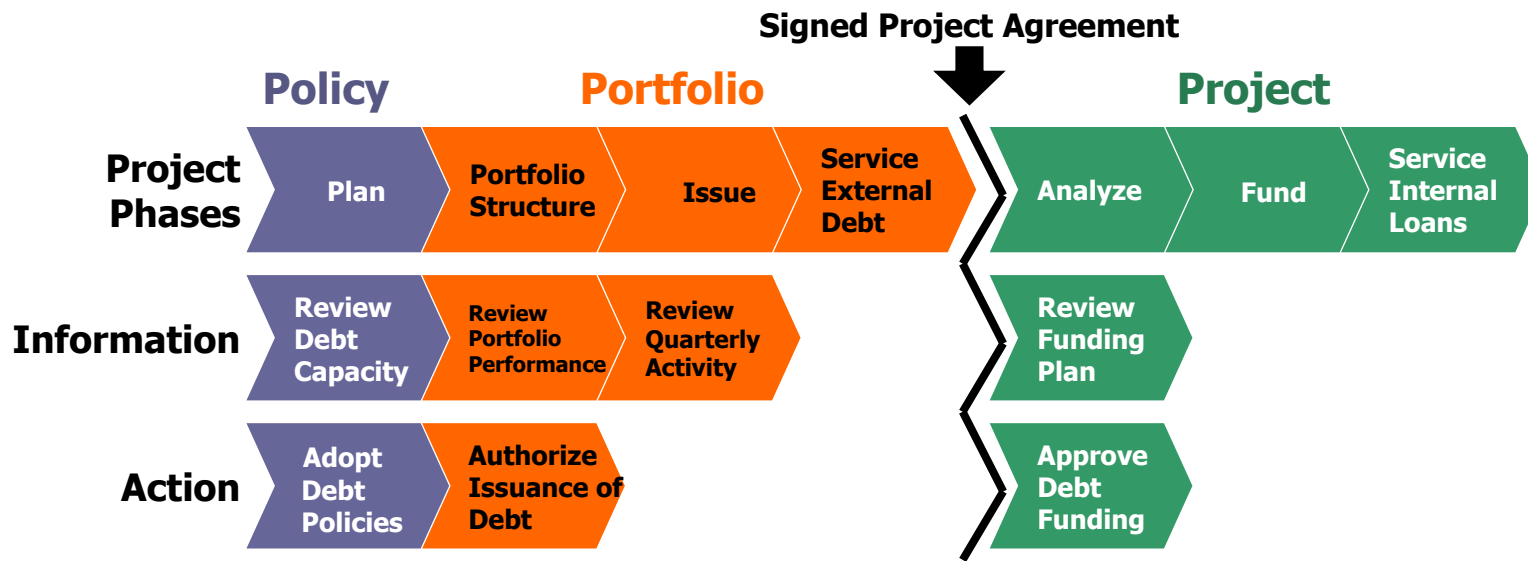 Signed Project Agreement
Policy
Portfolio
Project
Project
Phases
Plan
Portfolio
Structure
Issue
Service
External
Debt
Analyze
Fund
Service
Internal
Loans
Information
Review
Debt
Capacity
Review
Portfolio
Performance
Review
Quarterly
Activity
Review
Funding
Plan
Action
Adopt
Debt
Policies
Authorize
Issuance of
Debt
Approve
Debt
Funding